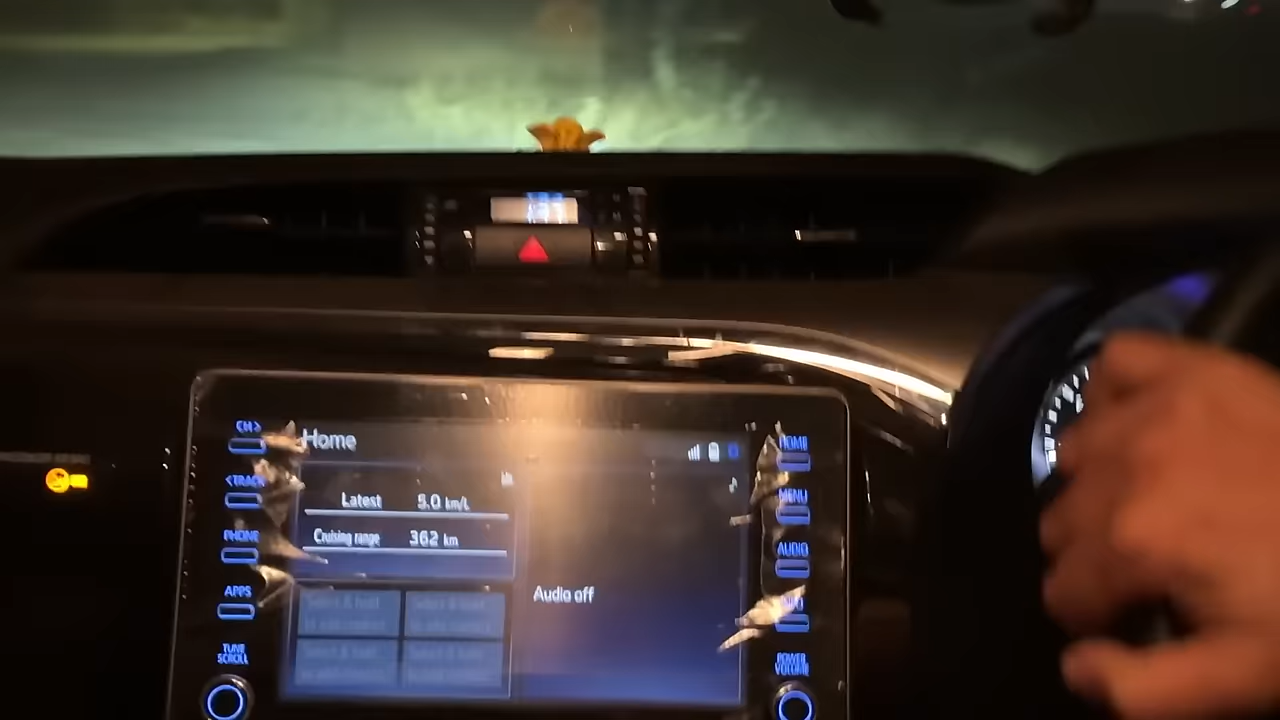 CH >
Home
HOME
< TRACK
Latest 5.0 km/L
MENU
PHONE
Cruising range 362 km
AUDIO
APPS
Audio off
TUNE
SCROLL
POWER
VOLUME